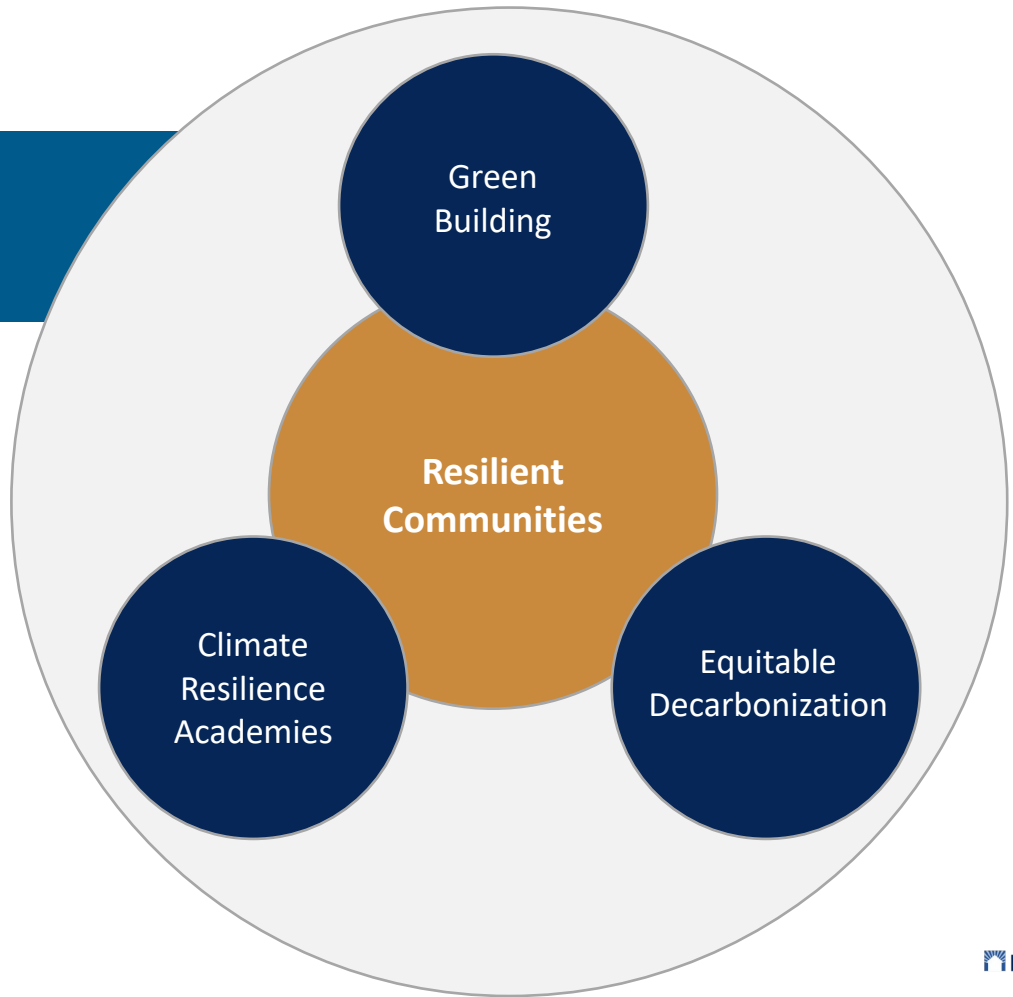 Green
Building
Resilient
Communities
Climate
Resilience
Academies
Equitable
Decarbonization